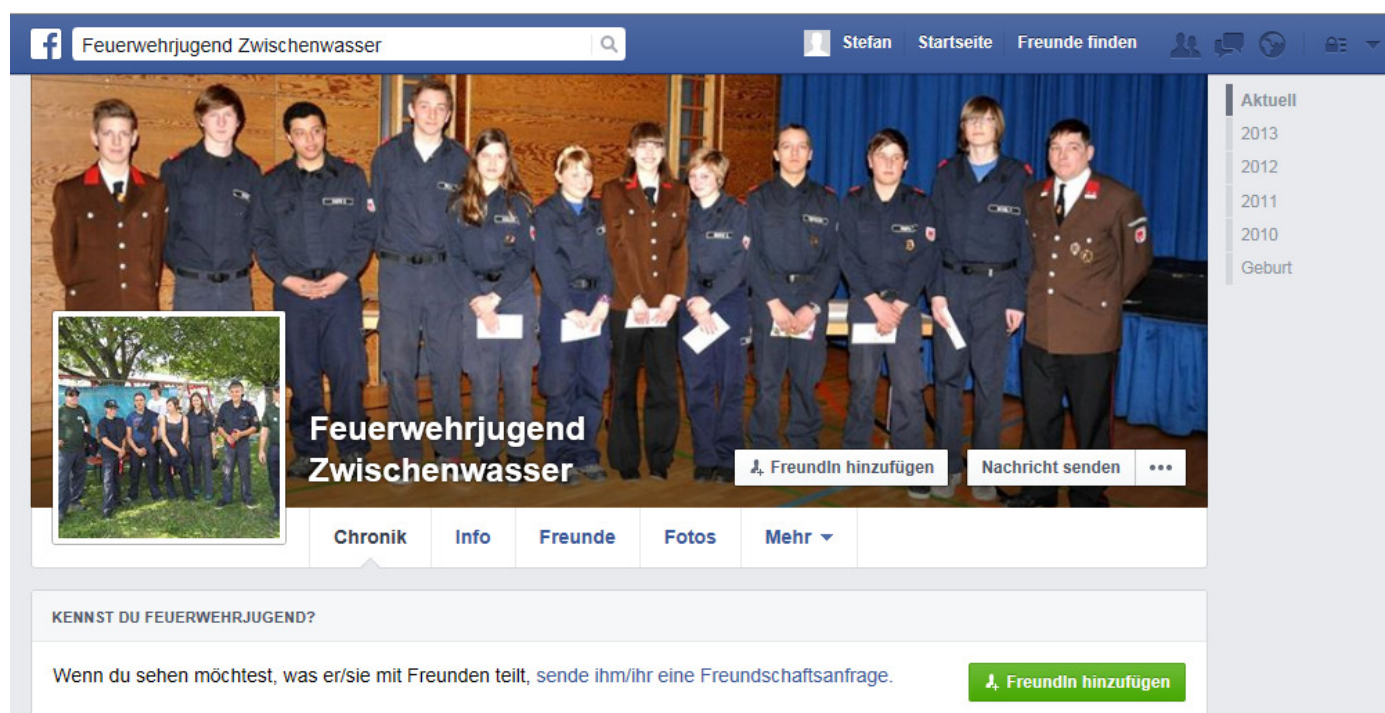 Feuerwehrjugend Zwischenwasser
Stefan Startseite Freunde finden
Aktuell
2013
2012
2011
2010
Geburt
Feuerwehrjugend
Zwischenwasser
FreundIn hinzufügen
Nachricht senden
Chronik Info Freunde Fotos Mehr
KENNST DU FEUERWEHRJUGEND?
Wenn du sehen möchtest, was er/sie mit Freunden teilt, sende ihm/ihr eine Freundschaftsanfrage.
FreundIn hinzufügen